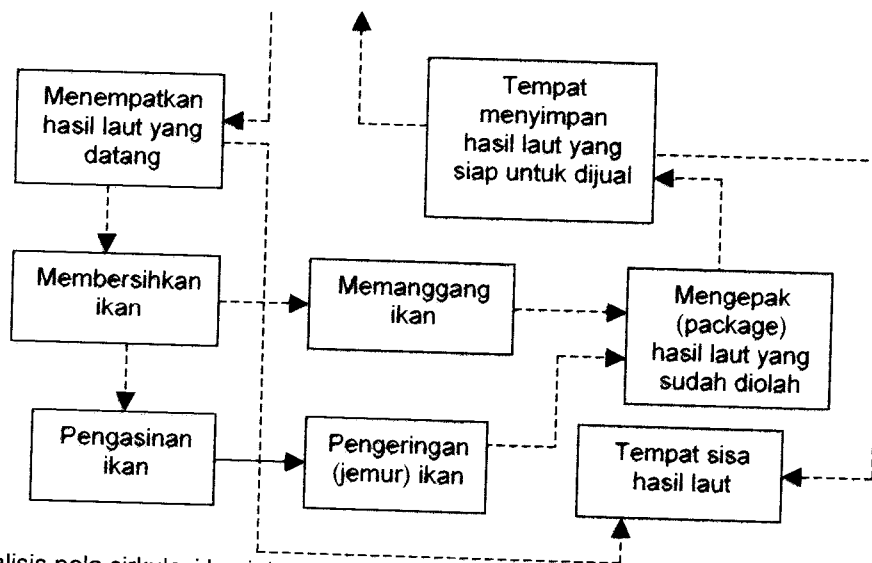 Menempatkan
hasil laut yang
datang
Tempat
menyimpan
hasil laut yang
siap untuk dijual
Membersihkan
ikan
Memanggang
ikan
Mengepak
(package)
hasil laut yang
sudah diolah
Pengasinan
ikan
Pengeringan
(jemur) ikan
Tempat sisa
hasil laut
pola